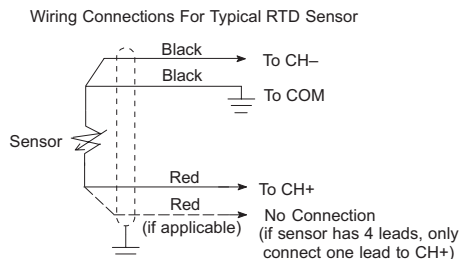 Wiring Connections For Typical RTD Sensor
Black
To CH–
Black
To COM
Sensor
Red
To CH+
Red
(if applicable)
No Connection
(if sensor has 4 leads, only
connect one lead to CH+)